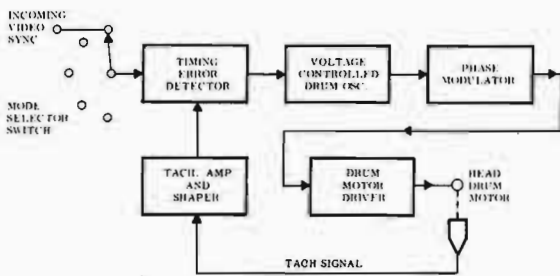 INCOMING
VIDEO
SYNC
MODE
SELECTOR
SWITCH
TIMING
ERROR
DETECTOR
VOLTAGE
CONTROLLED
DRUM OSC.
PHASE
MODULATOR
TACH. AMP
AND
SHAPER
DRUM
MOTOR
DRIVER
HEAD
DRUM
MOTOR
TACH SIGNAL